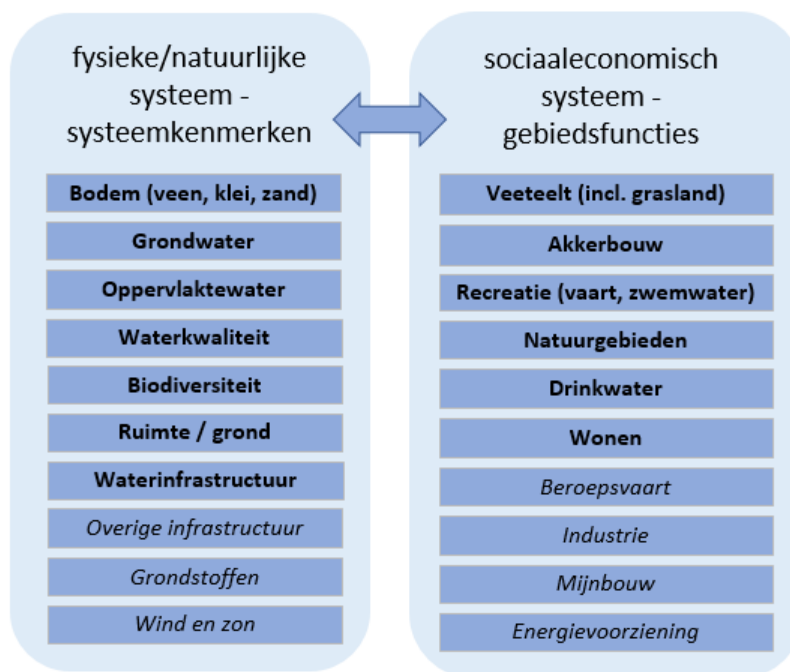 fysieke/natuurlijke
systeem -
systeemkenmerken
Bodem (veen, klei, zand)
Grondwater
Oppervlaktewater
Waterkwaliteit
Biodiversiteit
Ruimte / grond
Waterinfrastructuur
Overige infrastructuur
Grondstoffen
Wind en zon
sociaaleconomisch
systeem -
gebiedsfuncties
Veeteelt (incl. grasland)
Akkerbouw
Recreatie (vaart, zwemwater)
Natuurgebieden
Drinkwater
Wonen
Beroepsvaart
Industrie
Mijnbouw
Energievoorziening